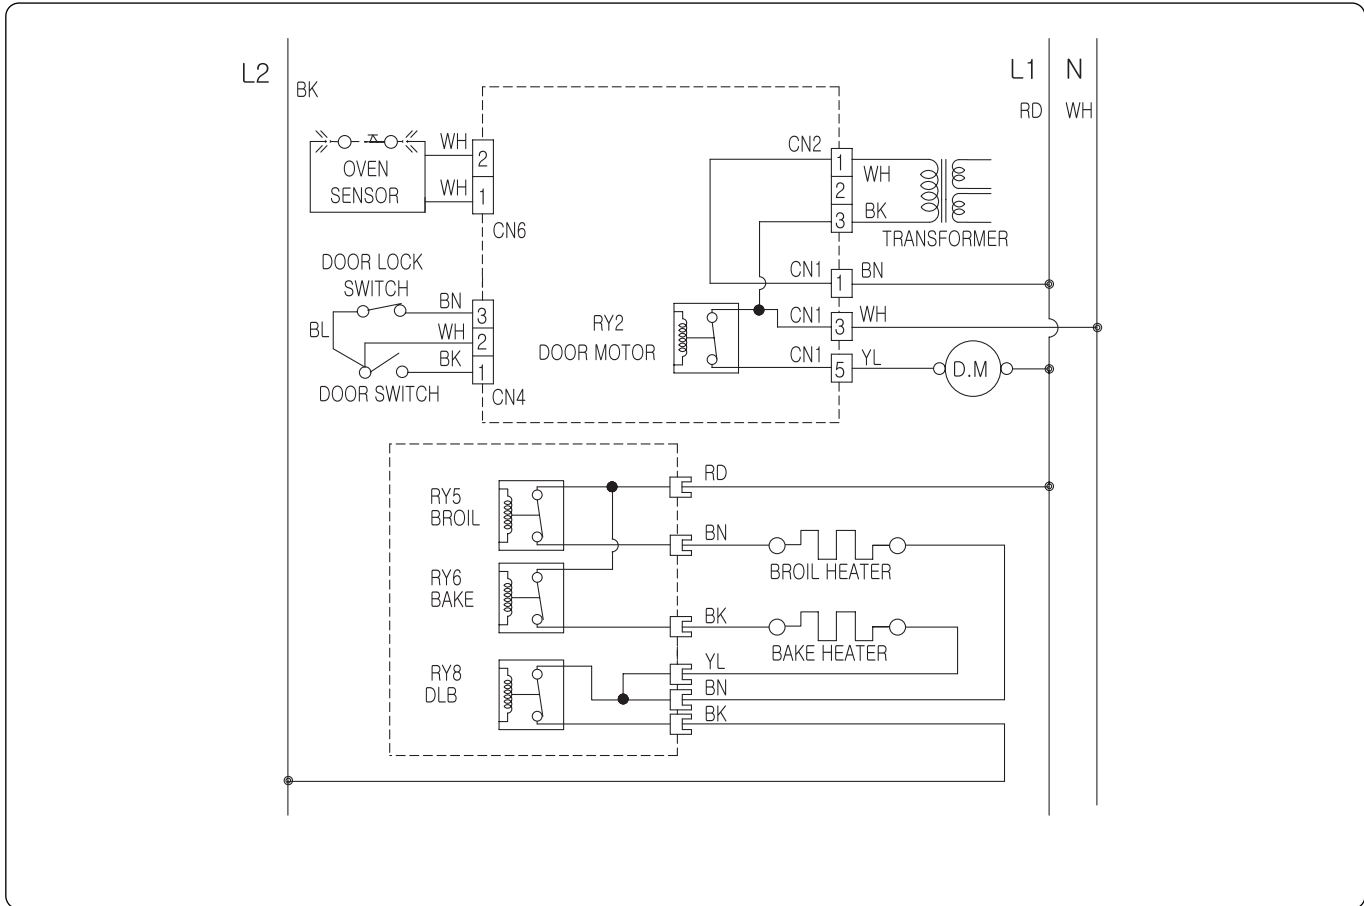 L2
BK
L1
N
RD
WH
OVEN
SENSOR
WH
2
WH
1
CN6
DOOR LOCK
SWITCH
BL
BN
3
WH
2
BK
1
DOOR SWITCH
CN4
CN2
1
WH
2
BK
3
TRANSFORMER
CN1
1
BN
RY2
DOOR MOTOR
CN1
3
WH
CN1
5
YL
D.M
RY5
BROIL
RD
BN
BROIL HEATER
RY6
BAKE
BK
BAKE HEATER
RY8
DLB
YL
BN
BK